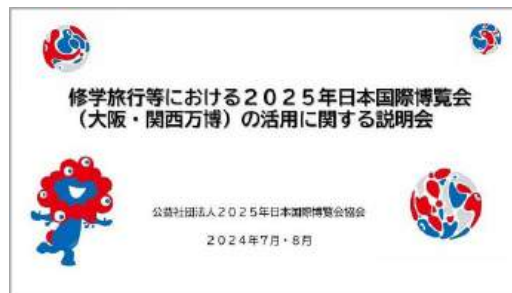 修学旅行等における２０２５年日本国際博覧会
（大阪・関西万博）の活用に関する説明会
公益社団法人２０２５年日本国際博覧会協会
２０２４年７月・８月